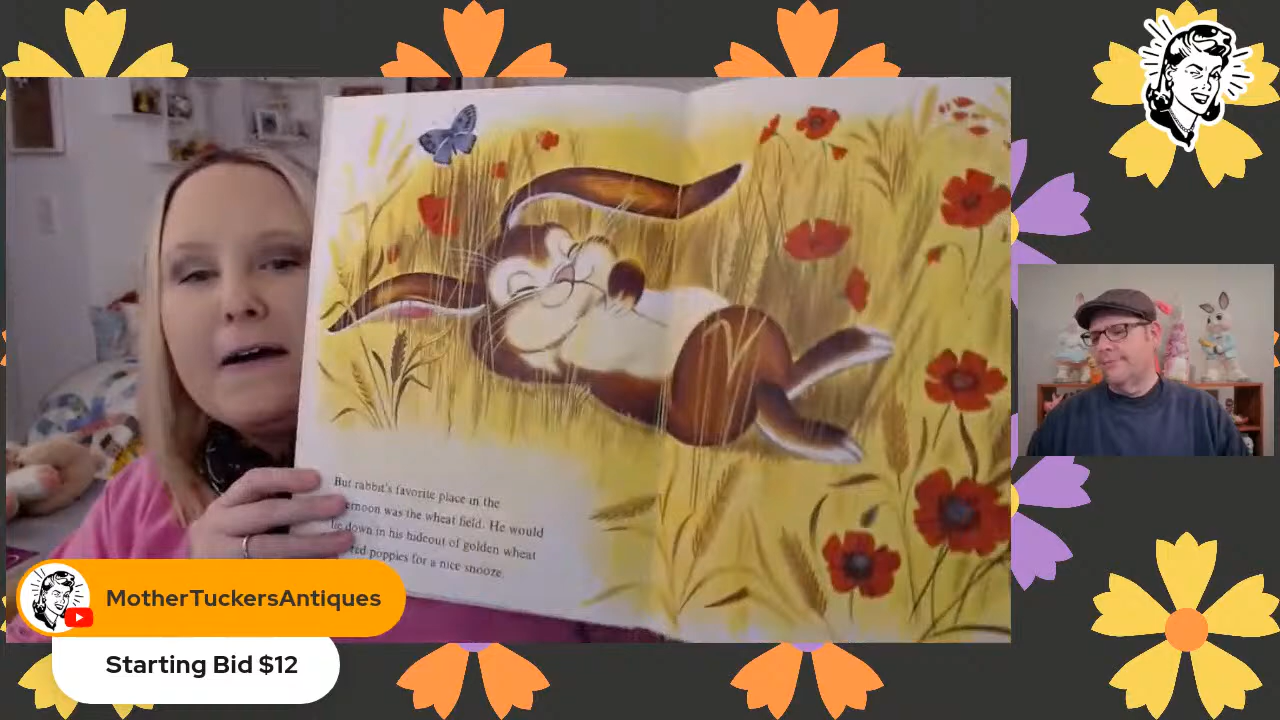 But rabbit's favorite place in the
ernoon was the wheat field. He would
lie down in his hideout of golden wheat
red poppies for a nice snooze.
MotherTuckersAntiques
Starting Bid $12